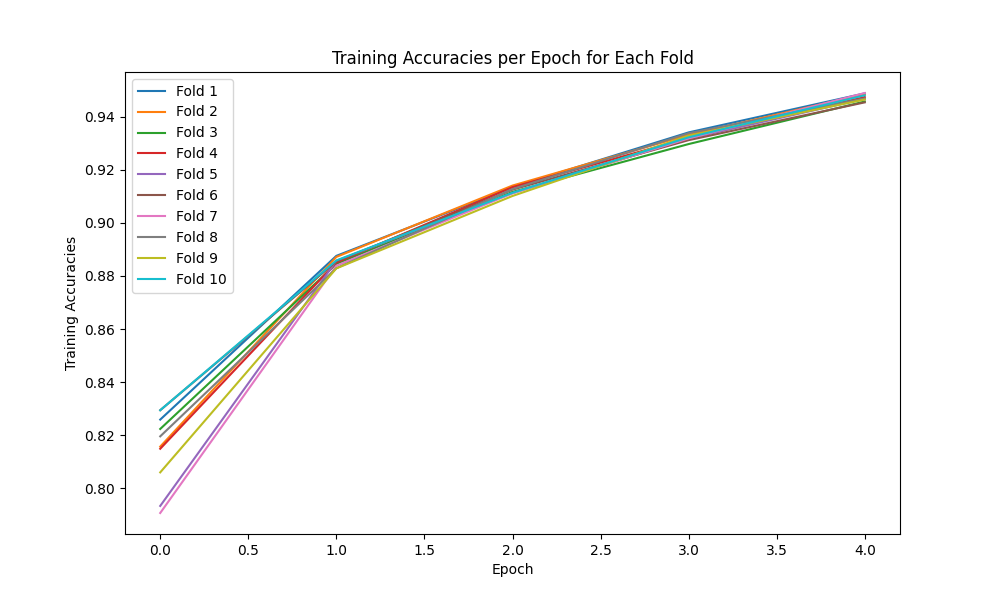 Training Accuracies per Epoch for Each Fold
Training Accuracies
0.94
0.92
0.90
0.88
0.86
0.84
0.82
0.80
Fold 1
Fold 2
Fold 3
Fold 4
Fold 5
Fold 6
Fold 7
Fold 8
Fold 9
Fold 10
0.0 0.5 1.0 1.5 2.0 2.5 3.0 3.5 4.0
Epoch